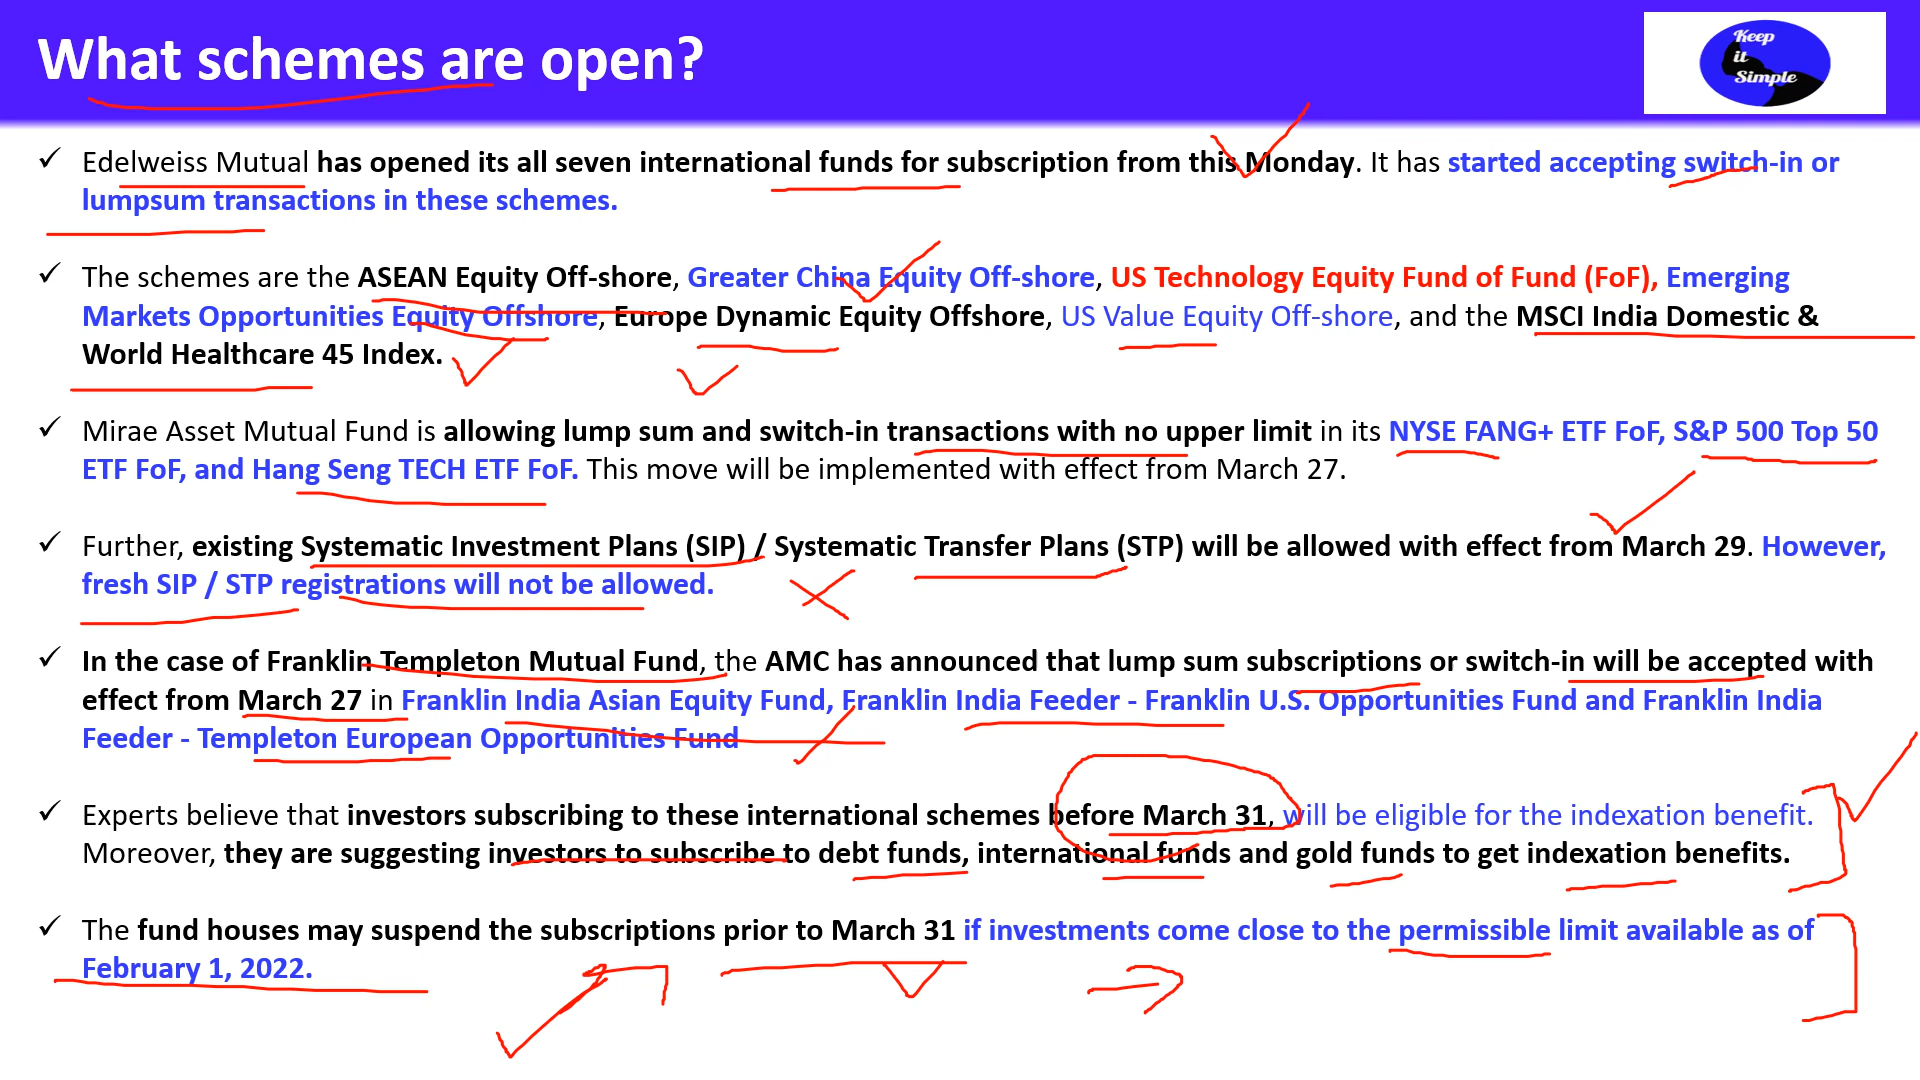 What schemes are open?
Keep
it
Simple
✓ Edelweiss Mutual has opened its all seven international funds for subscription from this Monday. It has started accepting switch-in or
lumpsum transactions in these schemes.
✓ The schemes are the ASEAN Equity Off-shore, Greater China Equity Off-shore, US Technology Equity Fund of Fund (FoF), Emerging
Markets Opportunities Equity Offshore, Europe Dynamic Equity Offshore, US Value Equity Off-shore, and the MSCI India Domestic &
World Healthcare 45 Index.
✓ Mirae Asset Mutual Fund is allowing lump sum and switch-in transactions with no upper limit in its NYSE FANG+ ETF FoF, S&P 500 Top 50
ETF FoF, and Hang Seng TECH ETF FoF. This move will be implemented with effect from March 27.
✓ Further, existing Systematic Investment Plans (SIP) / Systematic Transfer Plans (STP) will be allowed with effect from March 29. However,
fresh SIP / STP registrations will not be allowed.
✓ In the case of Franklin Templeton Mutual Fund, the AMC has announced that lump sum subscriptions or switch-in will be accepted with
effect from March 27 in Franklin India Asian Equity Fund, Franklin India Feeder - Franklin U.S. Opportunities Fund and Franklin India
Feeder - Templeton European Opportunities Fund
✓ Experts believe that investors subscribing to these international schemes before March 31, will be eligible for the indexation benefit.
Moreover, they are suggesting investors to subscribe to debt funds, international funds and gold funds to get indexation benefits.
✓ The fund houses may suspend the subscriptions prior to March 31 if investments come close to the permissible limit available as of
February 1, 2022.